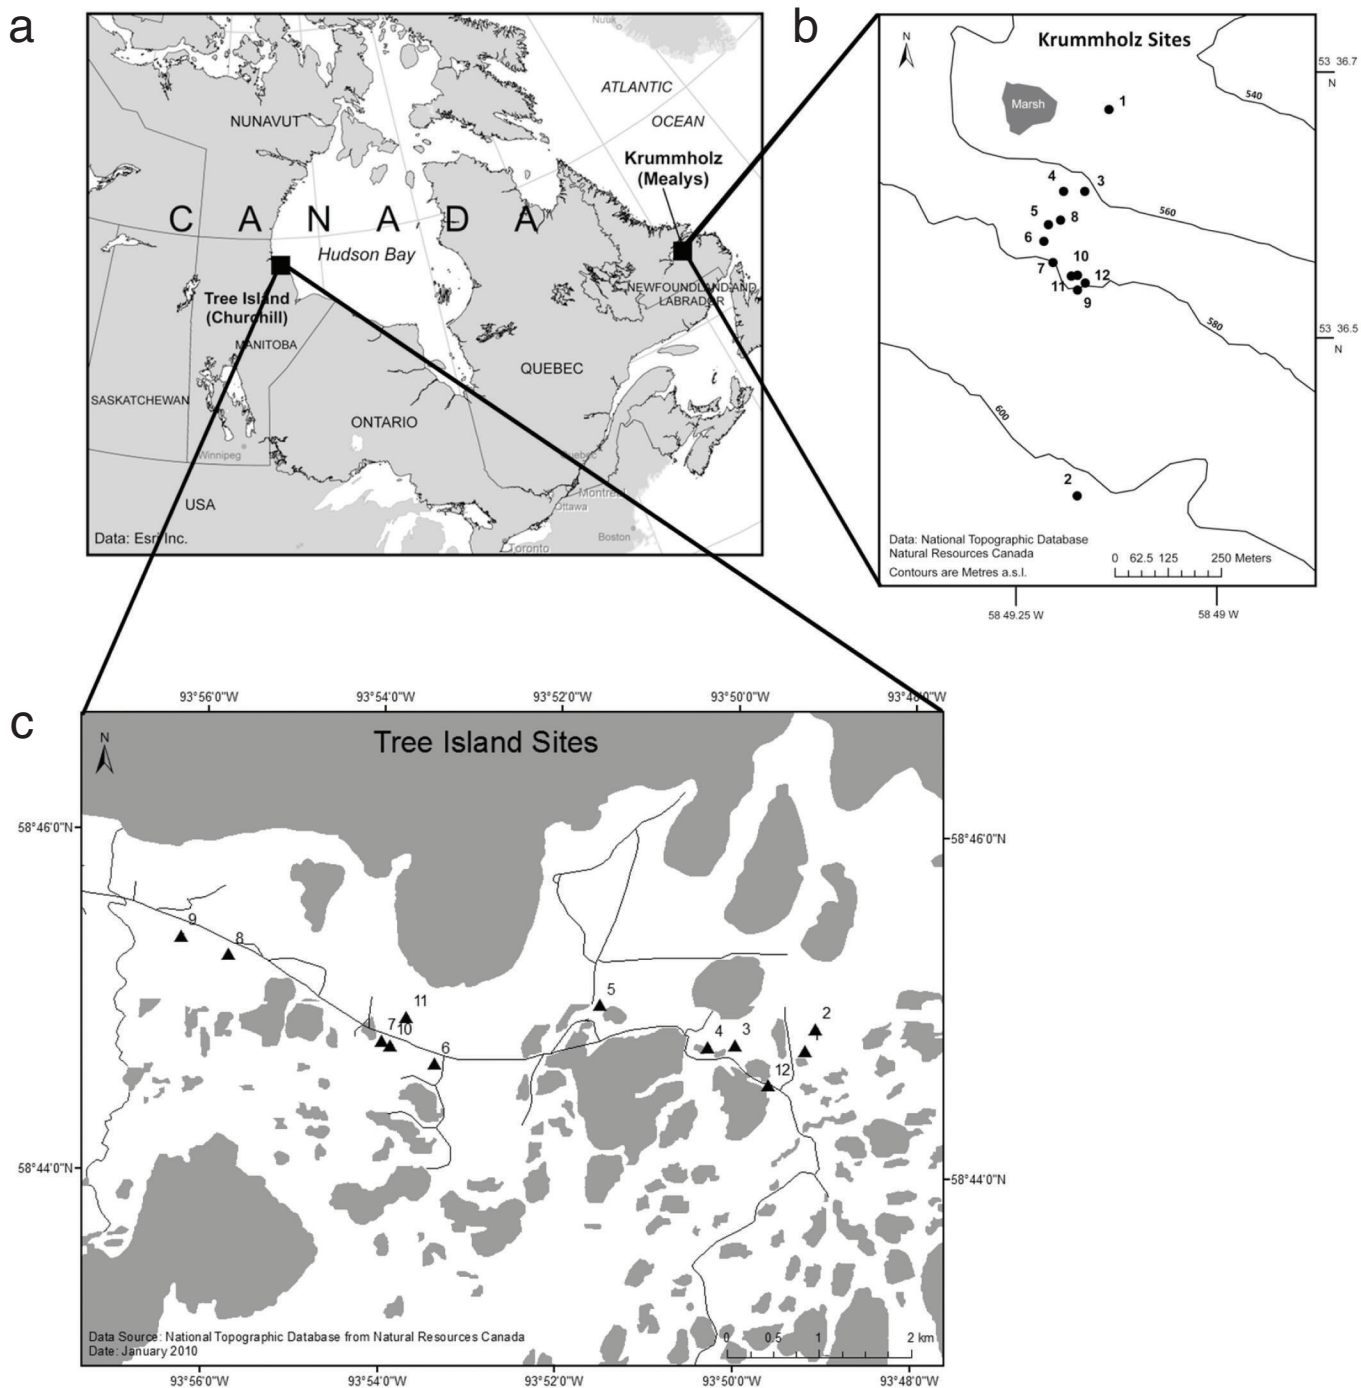 a
Nuuk
ATLANTIC
OCEAN
NUNAVUT
Krummholz
(Mealys)
C A N A D A
Hudson Bay
Tree Island
(Churchill)
NEWFOUNDLAND AND
LABRADOR
MANITOBA
QUEBEC
SASKATCHEWAN
ONTARIO
Winnipeg
Quebec
Montreal
Ottawa
USA
Boston
Toronto
Data: Esri Inc.
b
N
Krummholz Sites
53 36.7
N
540
Marsh
1
4
3
560
5
8
6
7
10
12
11
9
580
53 36.5
N
600
2
Data: National Topographic Database
Natural Resources Canada
Contours are Metres a.s.l.
0 62.5 125 250 Meters
58 49.25 W
58 49 W
c
93°56'0"W 93°54'0"W 93°52'0"W 93°50'0"W 93°48'0"W
N
Tree Island Sites
58°46'0"N
58°46'0"N
9
8
11
7
10
6
5
4
3
2
1
12
58°44'0"N
58°44'0"N
Data Source: National Topographic Database from Natural Resources Canada
Date: January 2010
0 0.5 1 2 km
93°56'0"W 93°54'0"W 93°52'0"W 93°50'0"W 93°48'0"W